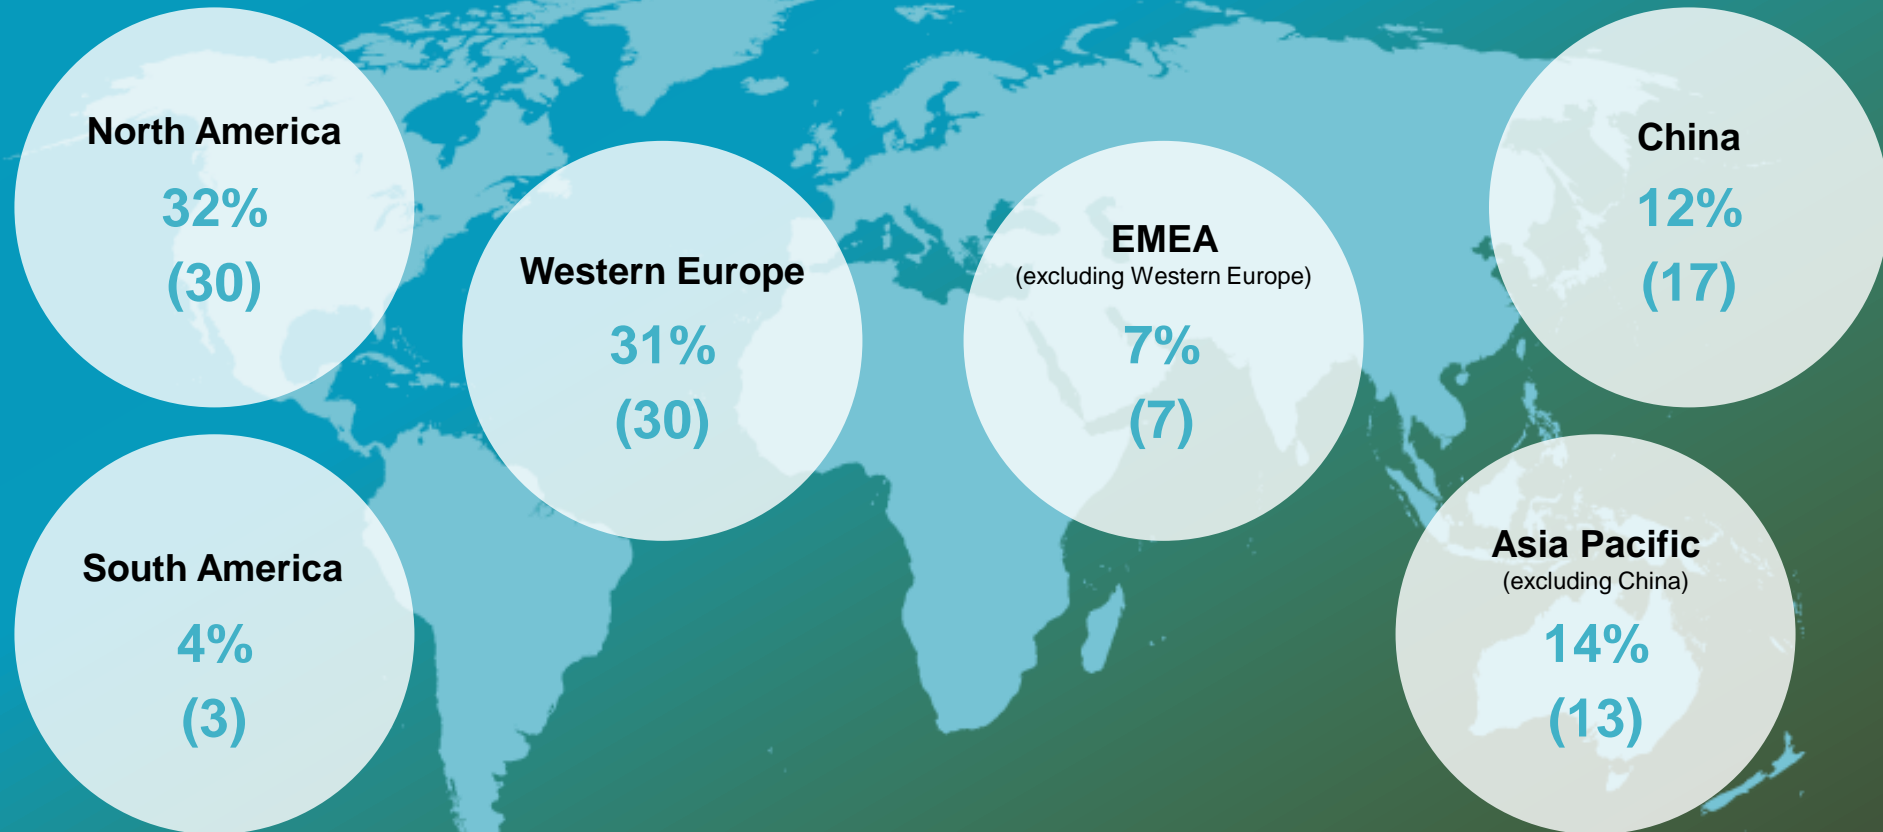 North America
32%
(30)
Western Europe
31%
(30)
EMEA
(excluding Western Europe)
7%
(7)
China
12%
(17)
South America
4%
(3)
Asia Pacific
(excluding China)
14%
(13)